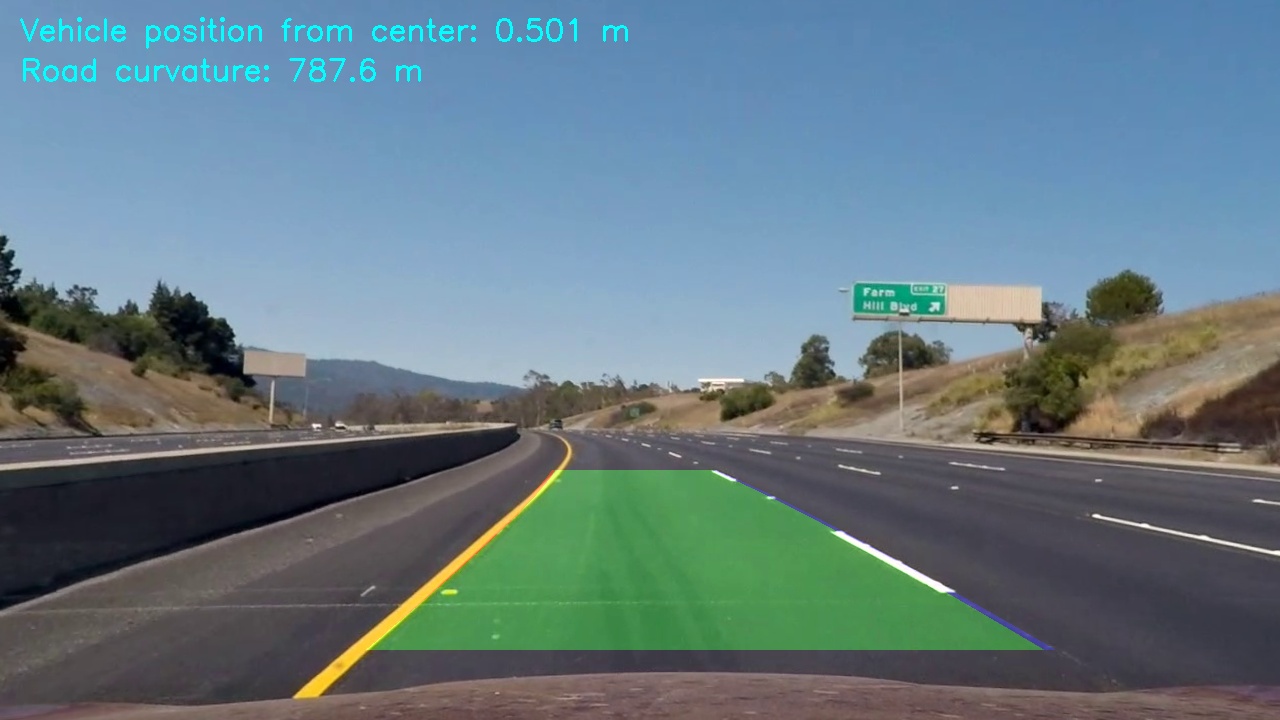 Vehicle position from center: 0.501 m
Road curvature: 787.6 m
EXIT 27
Farm
Hill Blvd